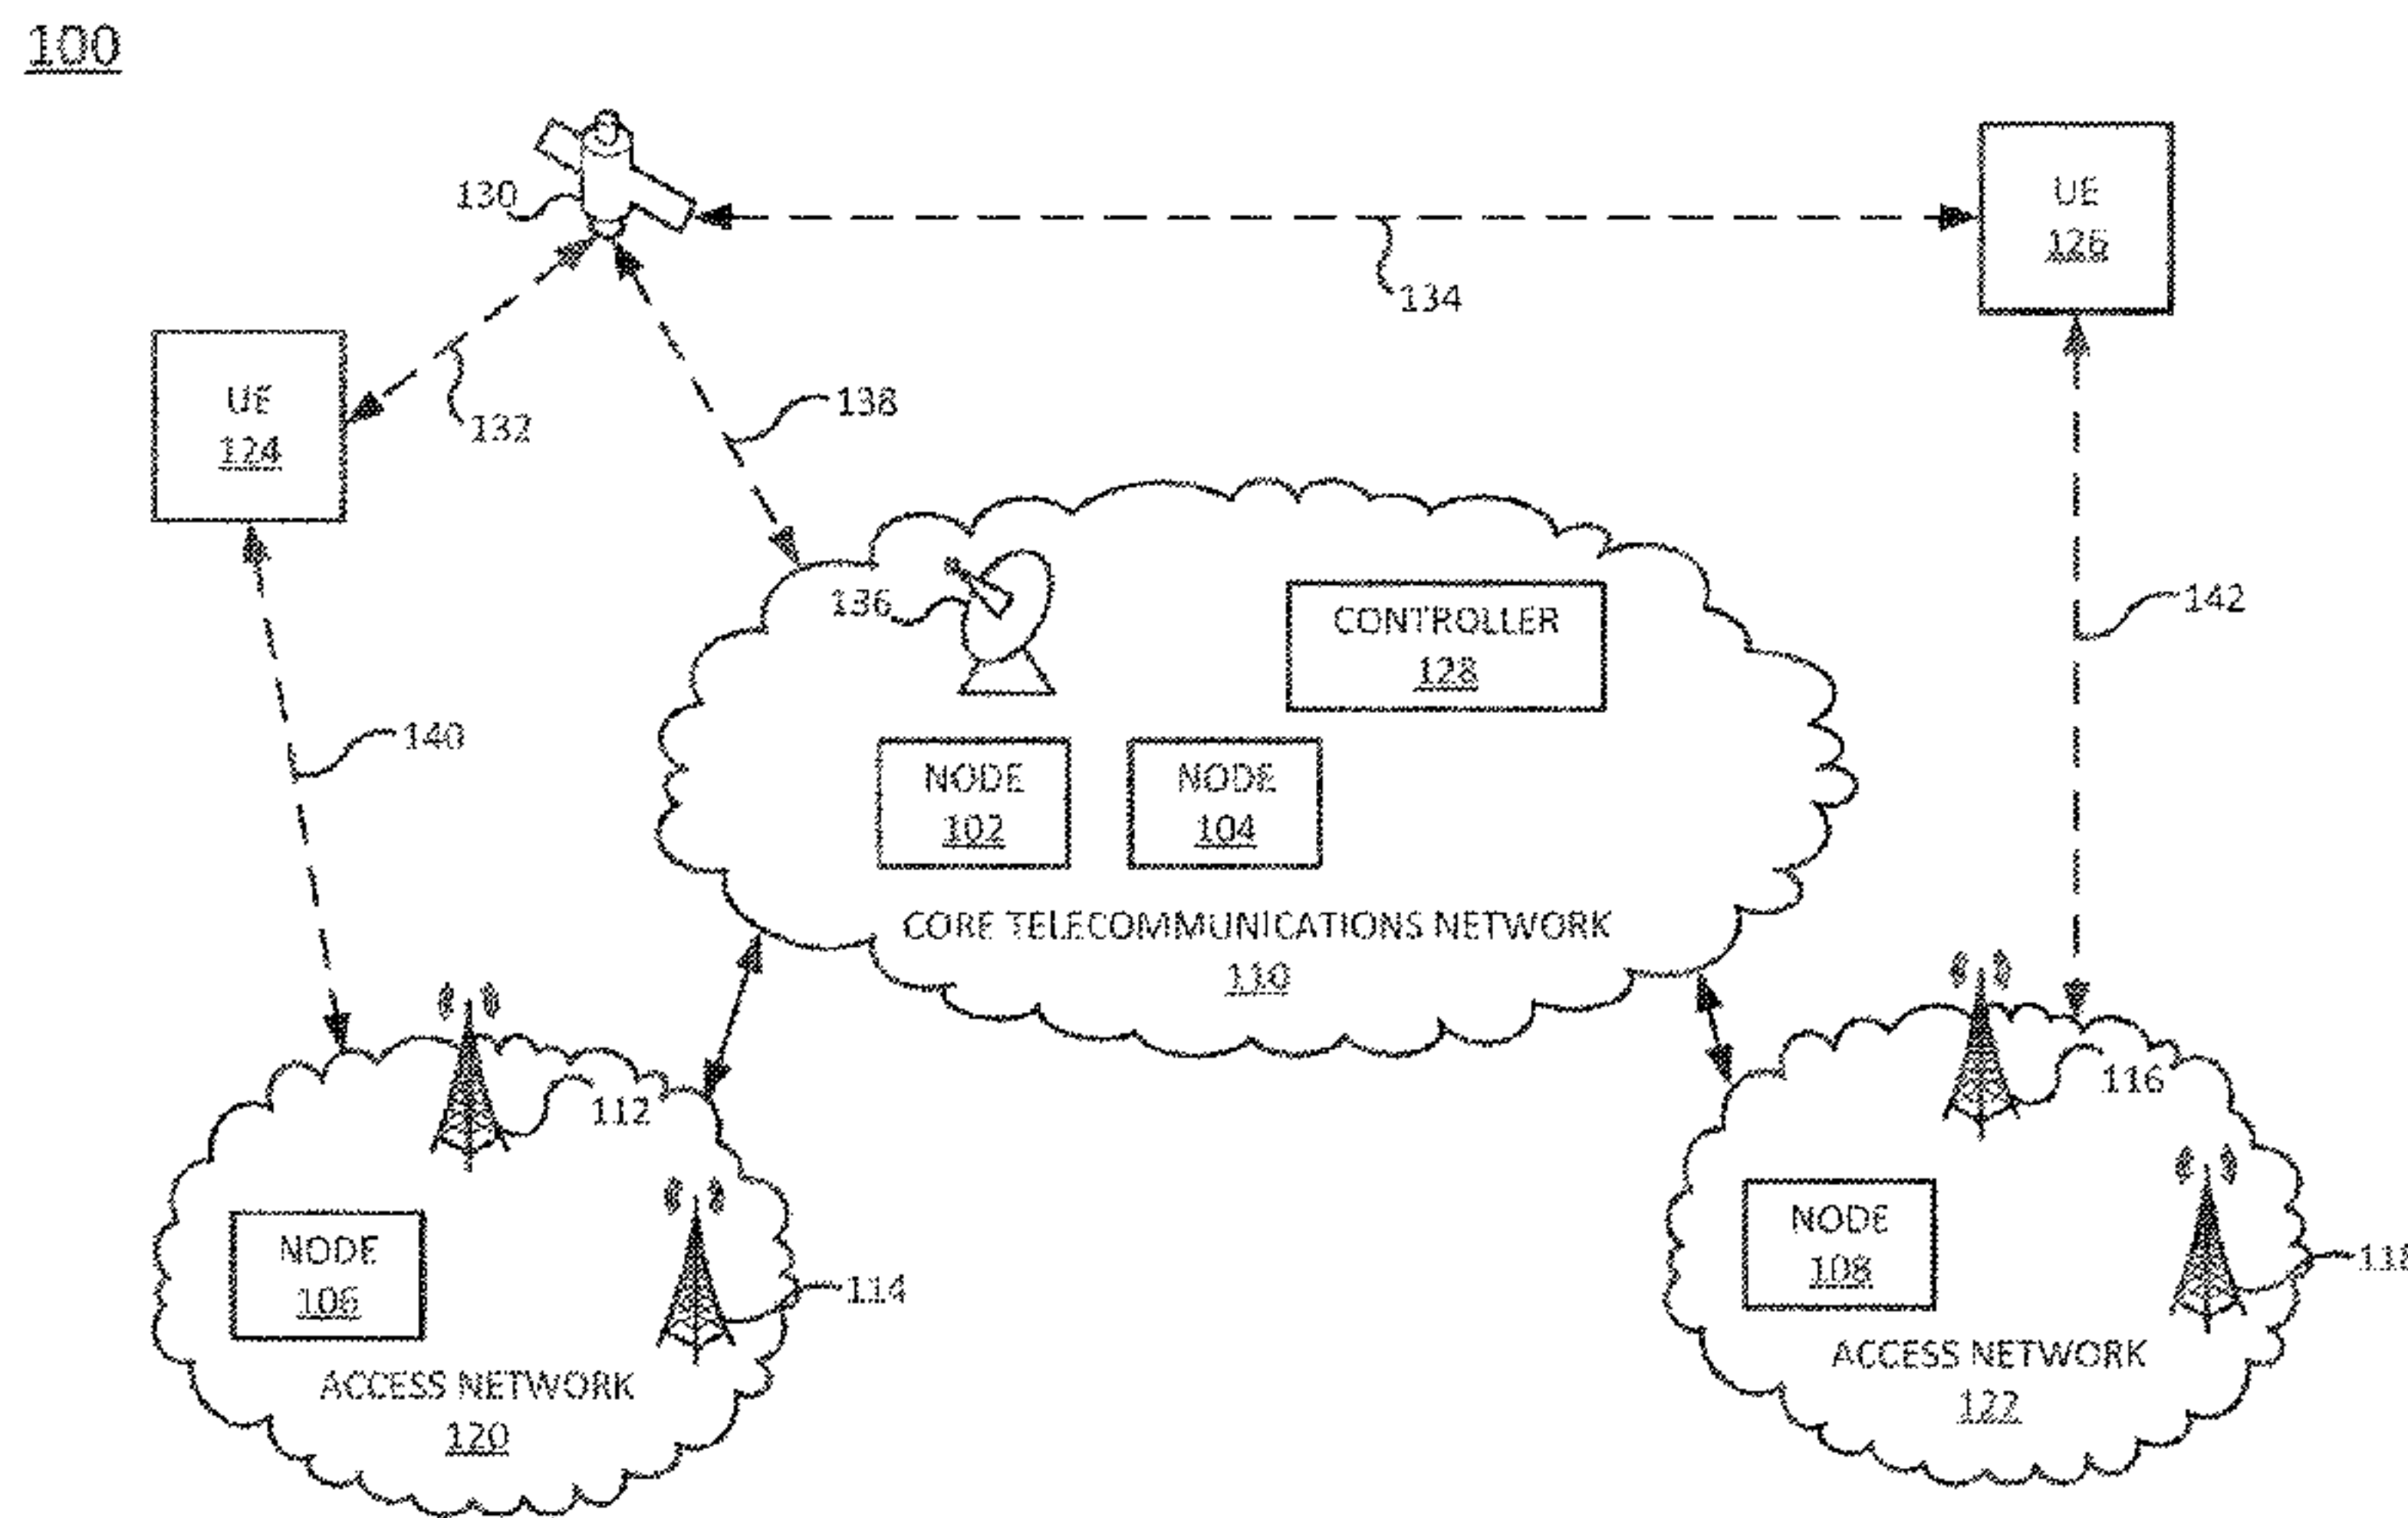 100
130
UE
126
134
UE
124
132
138
136
CONTROLLER
128
142
140
NODE
102
NODE
104
CORE TELECOMMUNICATIONS NETWORK
110
112
116
NODE
106
114
NODE
108
ACCESS NETWORK
120
ACCESS NETWORK
122